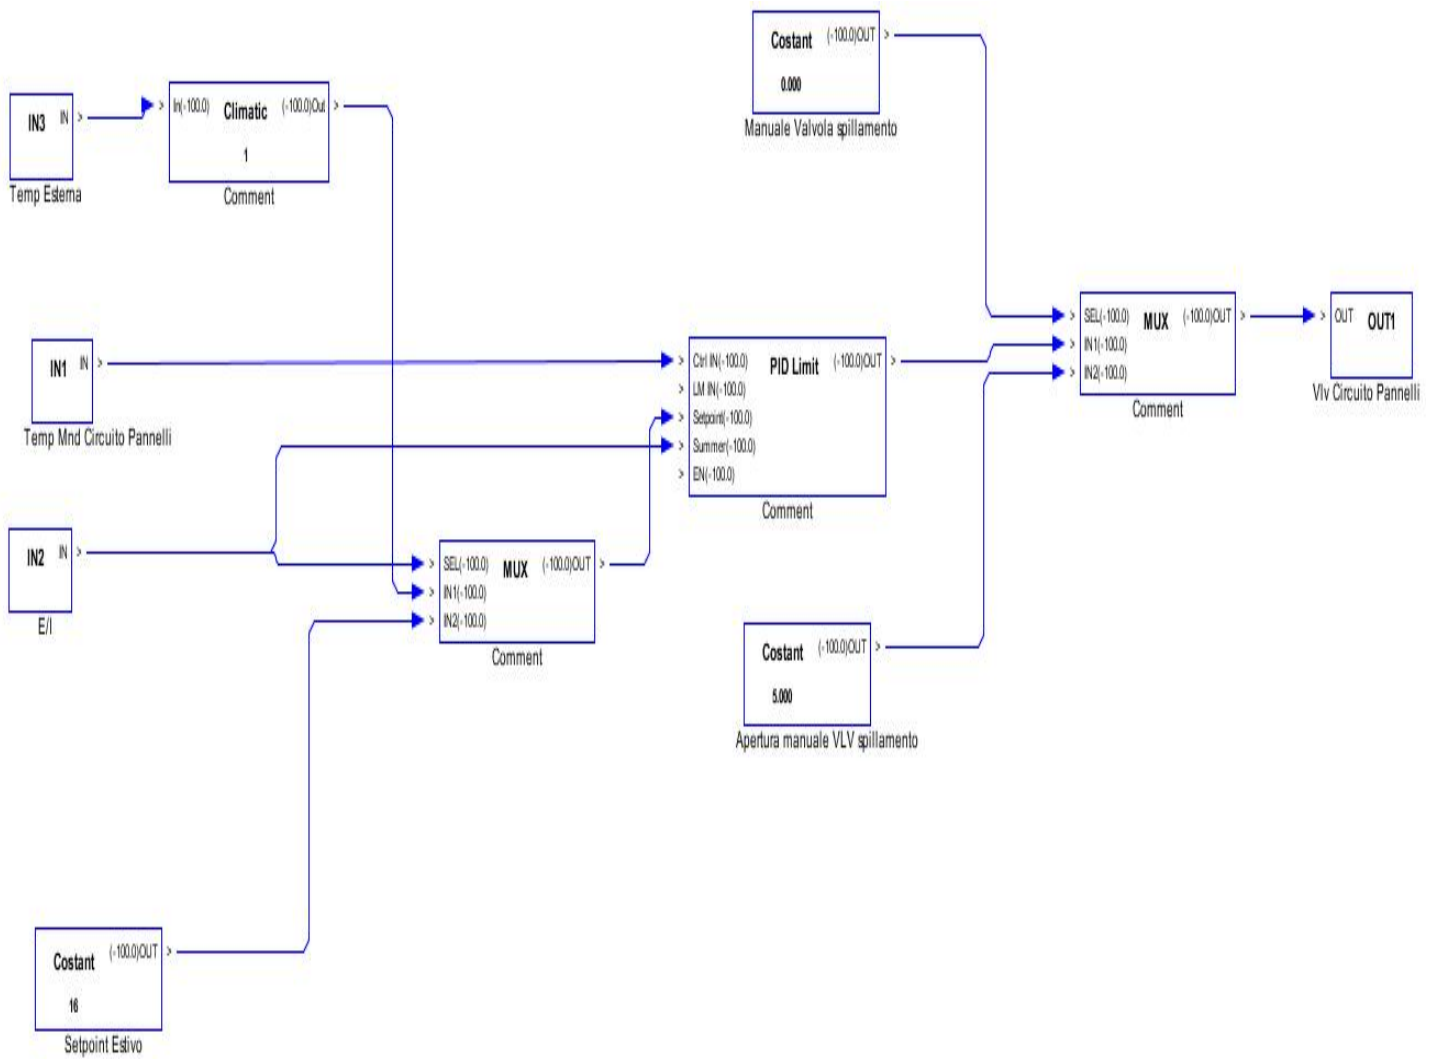 Costant (-100.0)OUT >
0.000
Manuale Valvola spillamento
IN3 IN >
Temp Esterna
> In(-100.0) Climatic (-100.0)Out >
1
Comment
IN1 IN >
Temp Mnd Circuito Pannelli
> Ctrl IN(-100.0) PID Limit (-100.0)OUT >
> LM IN(-100.0)
> Setpoint(-100.0)
> Summer(-100.0)
> EN(-100.0)
Comment
> SEL(-100.0) MUX (-100.0)OUT >
> IN1(-100.0)
> IN2(-100.0)
Comment
> OUT OUT1
Vlv Circuito Pannelli
IN2 IN >
E/I
> SEL(-100.0) MUX (-100.0)OUT >
> IN1(-100.0)
> IN2(-100.0)
Comment
Costant (-100.0)OUT >
5.000
Apertura manuale VLV spillamento
Costant (-100.0)OUT >
16
Setpoint Estivo